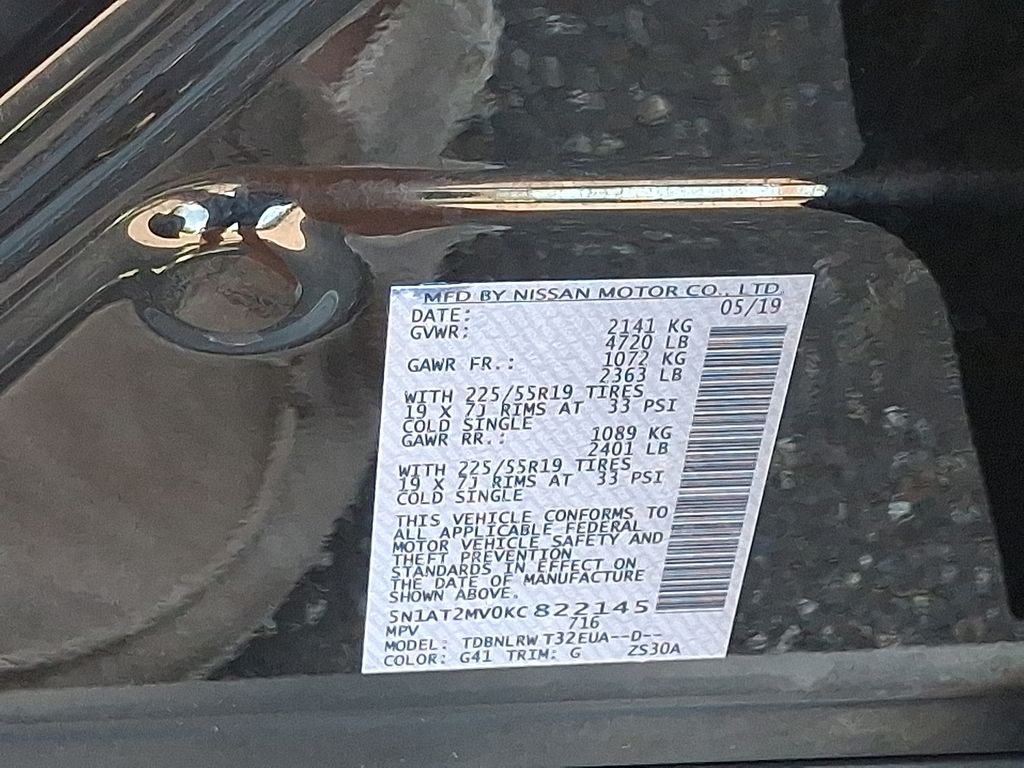 MFD BY NISSAN MOTOR CO., LTD.
DATE: 05/19
GVWR: 2141 KG
4720 LB
GAWR FR.: 1072 KG
2363 LB
WITH 225/55R19 TIRES
19 X 7J RIMS AT 33 PSI
COLD SINGLE
GAWR RR.: 1089 KG
2401 LB
WITH 225/55R19 TIRES
19 X 7J RIMS AT 33 PSI
COLD SINGLE
THIS VEHICLE CONFORMS TO
ALL APPLICABLE FEDERAL
MOTOR VEHICLE SAFETY AND
THEFT PREVENTION
STANDARDS IN EFFECT ON
THE DATE OF MANUFACTURE
SHOWN ABOVE.
5N1AT2MV0KC822145
MPV 716
MODEL: TDBNLRW T32EUA--D--
COLOR: G41 TRIM: G ZS30A